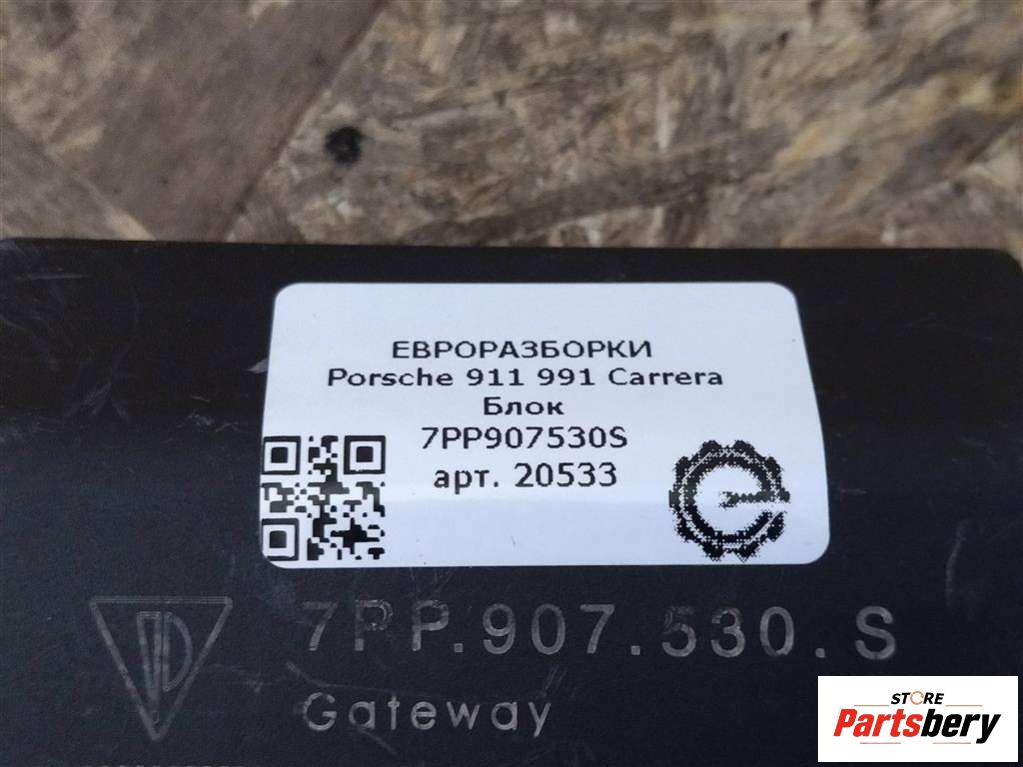 ЕВРОРАЗБОРКИ
Porsche 911 991 Carrera
Блок
7PP907530S
арт. 20533
7PP.907.530.S
Gateway
STORE
Partsbery